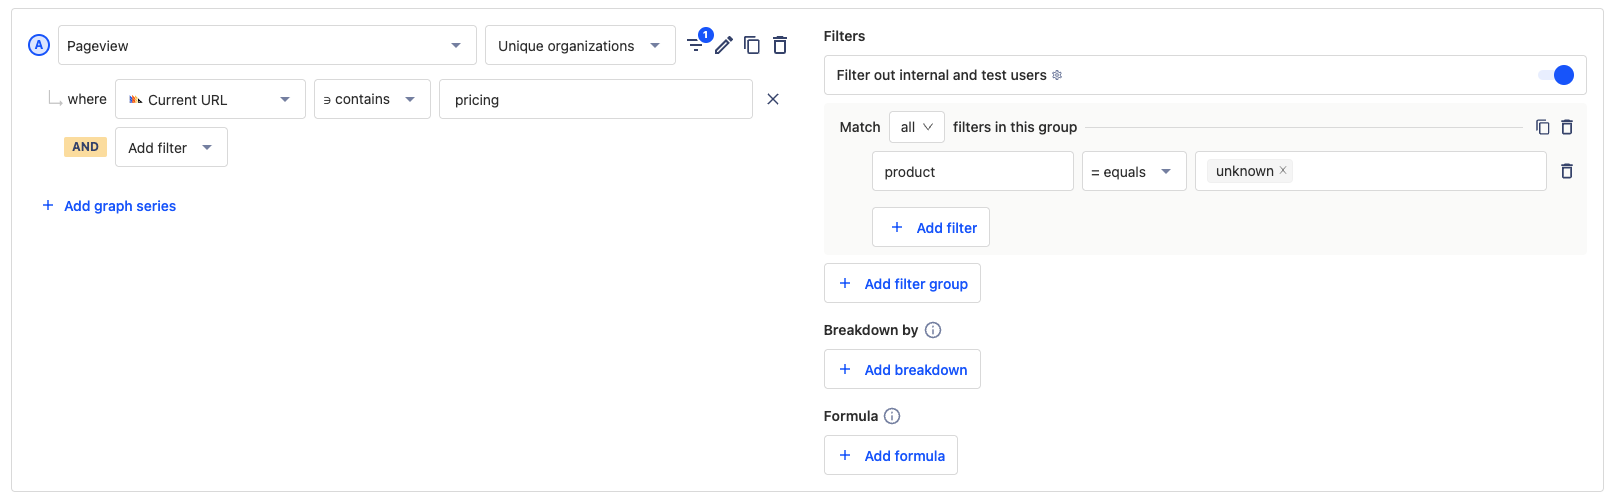 A Pageview Unique organizations 1
where Current URL ∍ contains pricing
AND Add filter
+ Add graph series
Filters
Filter out internal and test users
Match all filters in this group
product = equals unknown ×
+ Add filter
+ Add filter group
Breakdown by
+ Add breakdown
Formula
+ Add formula